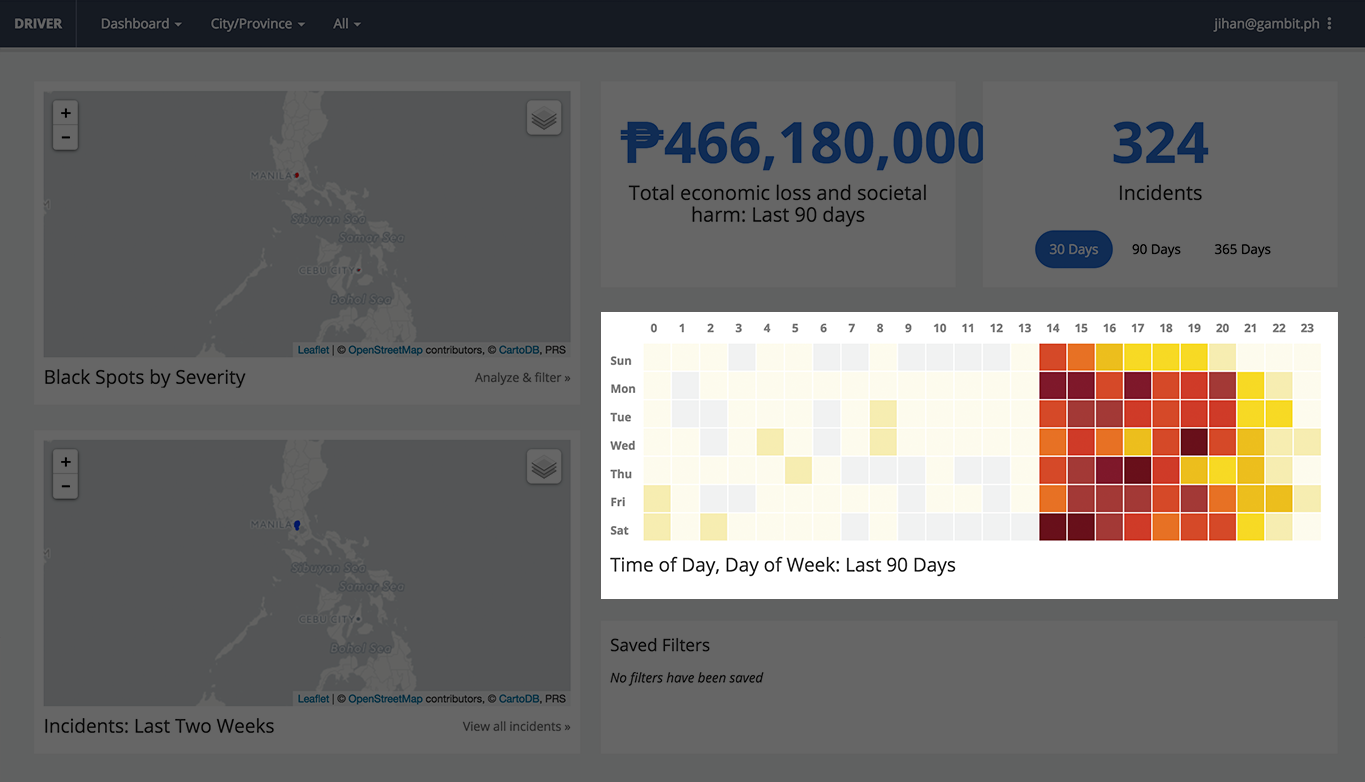 DRIVER Dashboard City/Province All jihan@gambit.ph
+
−
MANILA
Sibuyan Sea
Samar Sea
CEBU CITY
Bohol Sea
Leaflet | © OpenStreetMap contributors, © CartoDB, PRS
Black Spots by Severity Analyze & filter »
₱466,180,000
Total economic loss and societal
harm: Last 90 days
324
Incidents
30 Days 90 Days 365 Days
0 1 2 3 4 5 6 7 8 9 10 11 12 13 14 15 16 17 18 19 20 21 22 23
Sun
Mon
Tue
Wed
Thu
Fri
Sat
Time of Day, Day of Week: Last 90 Days
+
−
MANILA
Sibuyan Sea
Samar Sea
CEBU CITY
Bohol Sea
Leaflet | © OpenStreetMap contributors, © CartoDB, PRS
Incidents: Last Two Weeks View all incidents »
Saved Filters
No filters have been saved